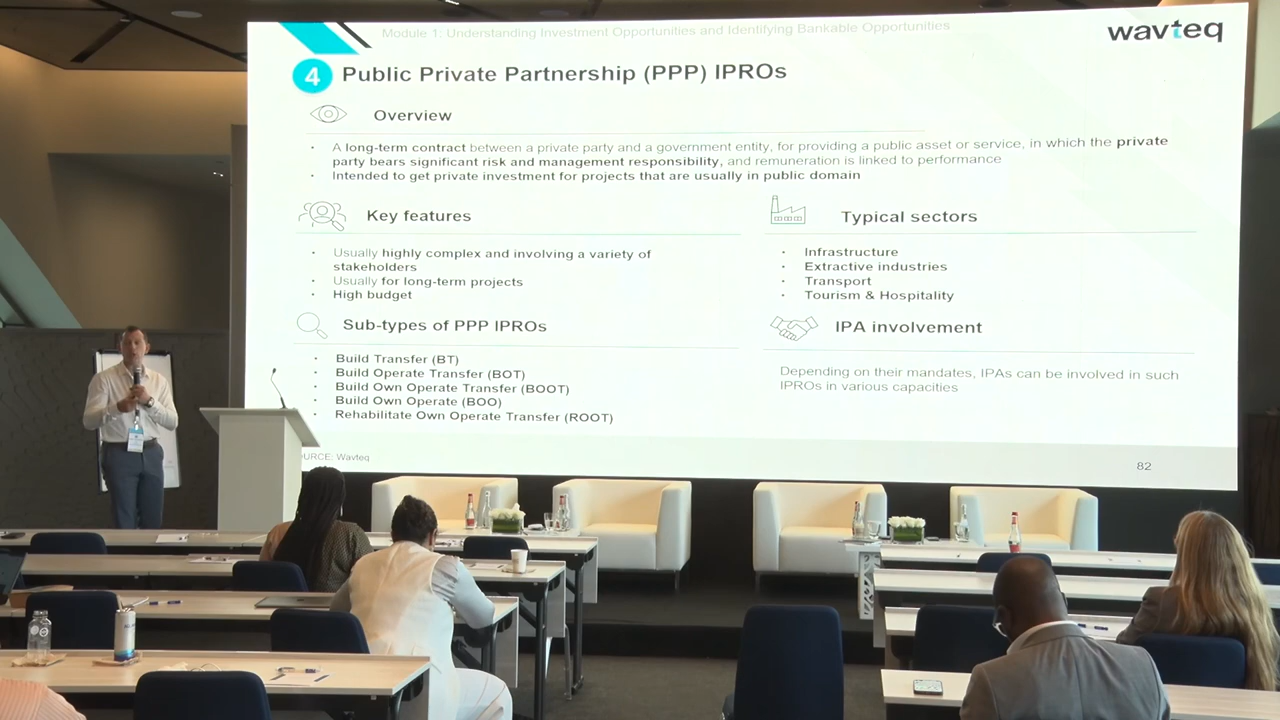 Module 1: Understanding Investment Opportunities and Identifying Bankable Opportunities
wavteq
4
Public Private Partnership (PPP) IPROs
Overview
• A long-term contract between a private party and a government entity, for providing a public asset or service, in which the private
party bears significant risk and management responsibility, and remuneration is linked to performance
• Intended to get private investment for projects that are usually in public domain
Key features
• Usually highly complex and involving a variety of
stakeholders
• Usually for long-term projects
• High budget
Typical sectors
• Infrastructure
• Extractive industries
• Transport
• Tourism & Hospitality
Sub-types of PPP IPROs
• Build Transfer (BT)
• Build Operate Transfer (BOT)
• Build Own Operate Transfer (BOOT)
• Build Own Operate (BOO)
• Rehabilitate Own Operate Transfer (ROOT)
IPA involvement
Depending on their mandates, IPAs can be involved in such
IPROs in various capacities
URCE: Wavteq
82